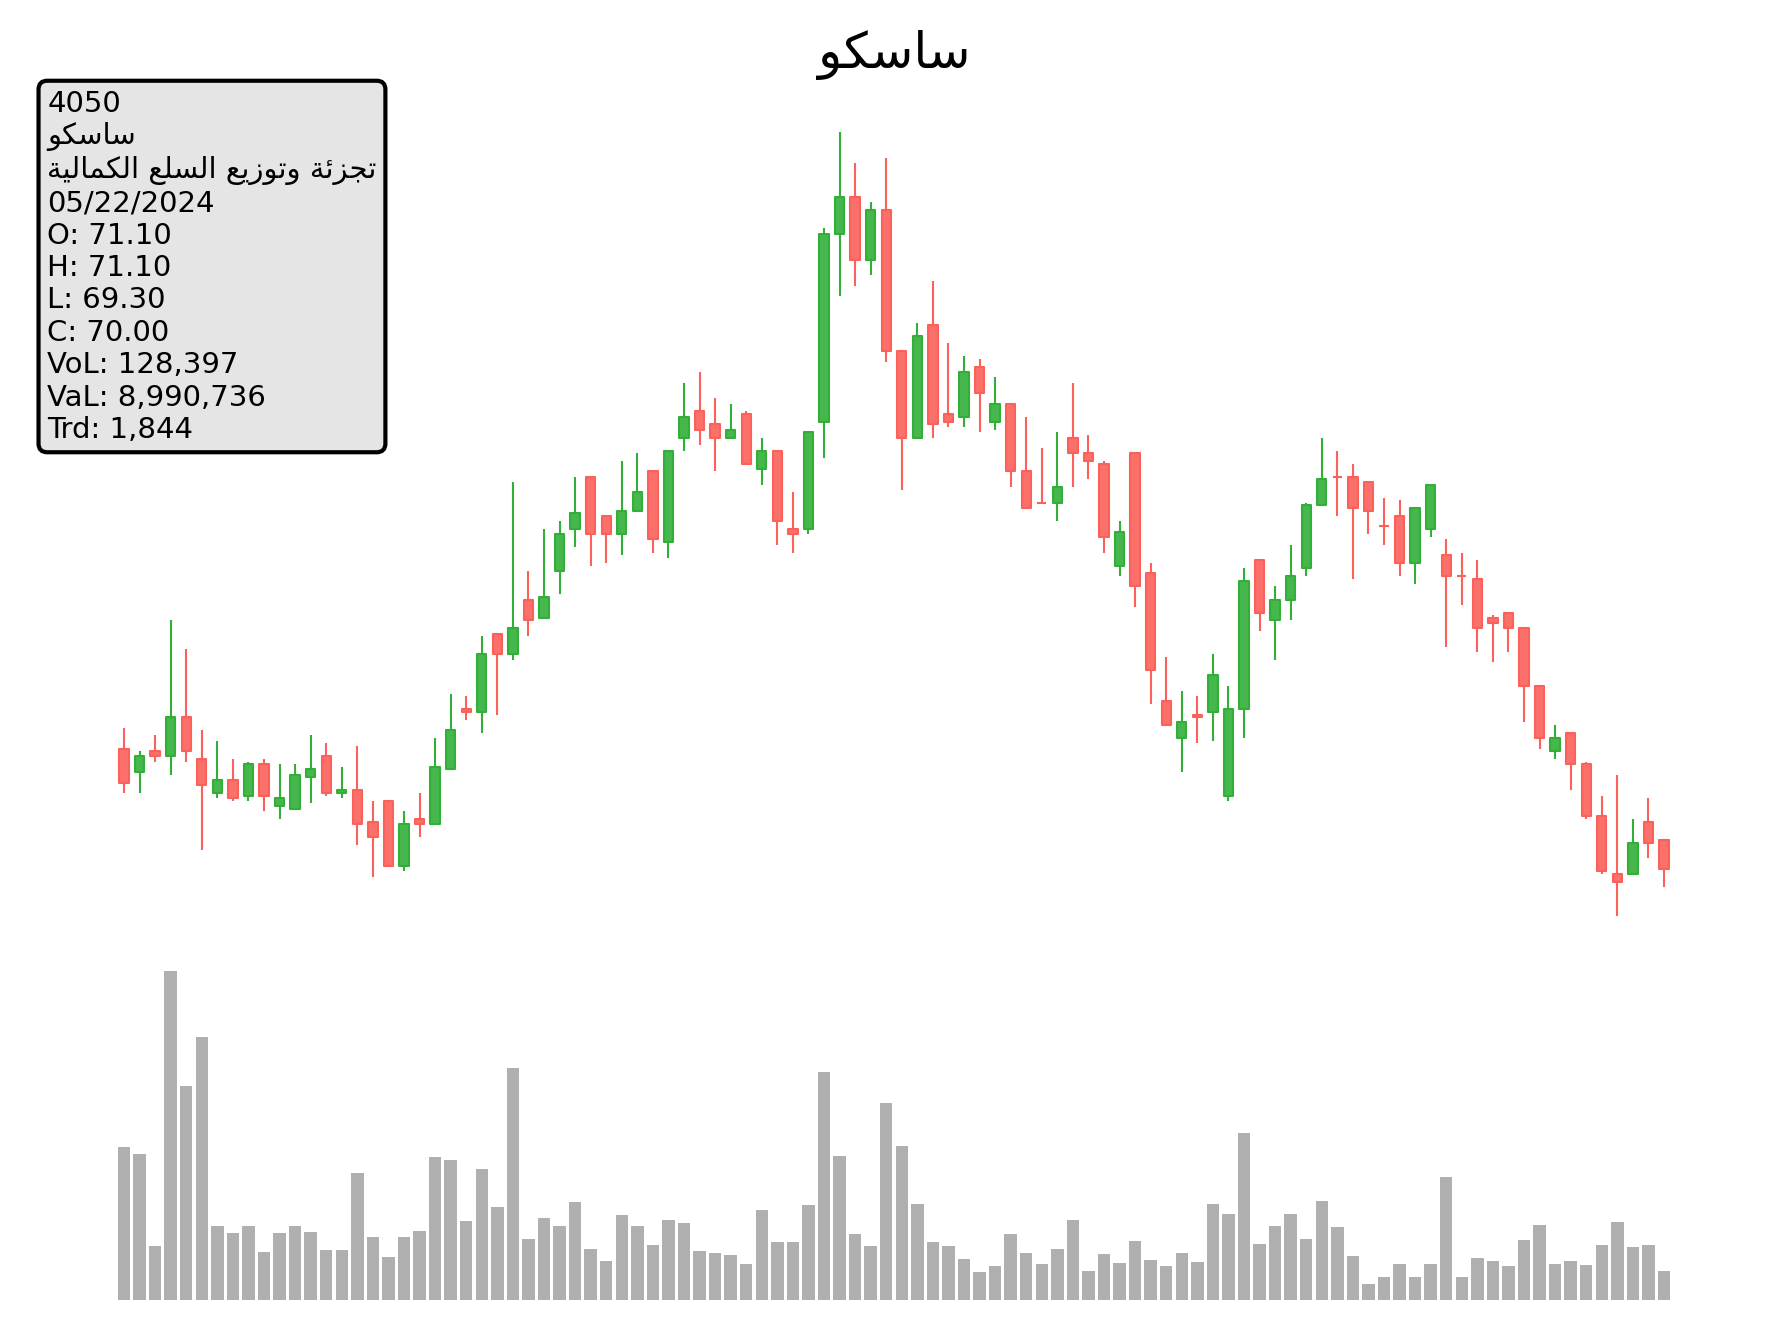 ساسكو
4050
ساسكو
تجزئة وتوزيع السلع الكمالية
05/22/2024
O: 71.10
H: 71.10
L: 69.30
C: 70.00
VoL: 128,397
VaL: 8,990,736
Trd: 1,844